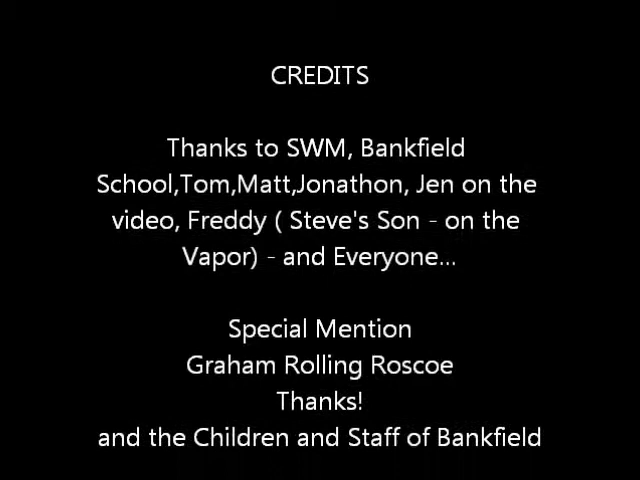 CREDITS
Thanks to SWM, Bankfield
School,Tom,Matt,Jonathon, Jen on the
video, Freddy ( Steve's Son - on the
Vapor) - and Everyone...
Special Mention
Graham Rolling Roscoe
Thanks!
and the Children and Staff of Bankfield